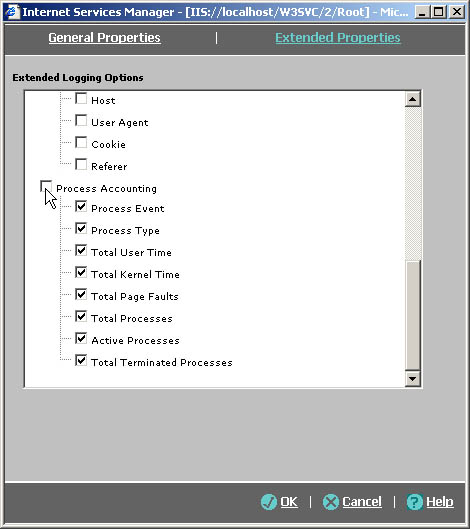 Internet Services Manager - [IIS://localhost/W3SVC/2/Root] - Mic...
General Properties | Extended Properties
Extended Logging Options
Host
User Agent
Cookie
Referer
Process Accounting
Process Event
Process Type
Total User Time
Total Kernel Time
Total Page Faults
Total Processes
Active Processes
Total Terminated Processes
OK | Cancel | ? Help